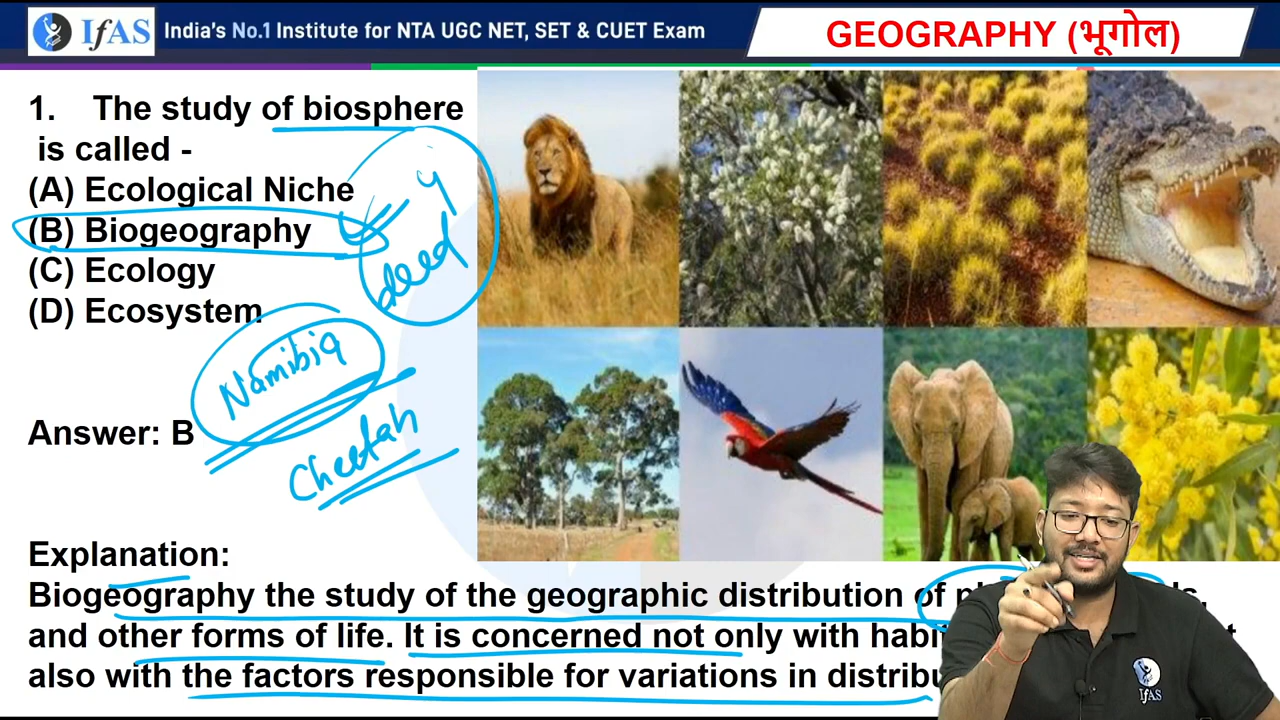 IfAS India's No.1 Institute for NTA UGC NET, SET & CUET Exam
GEOGRAPHY (भूगोल)
1. The study of biosphere
is called -
(A) Ecological Niche
(B) Biogeography
(C) Ecology
(D) Ecosystem
Namibia
Cheetah
Answer: B
Explanation:
Biogeography the study of the geographic distribution of
and other forms of life. It is concerned not only with
also with the factors responsible for variations in
IfAS